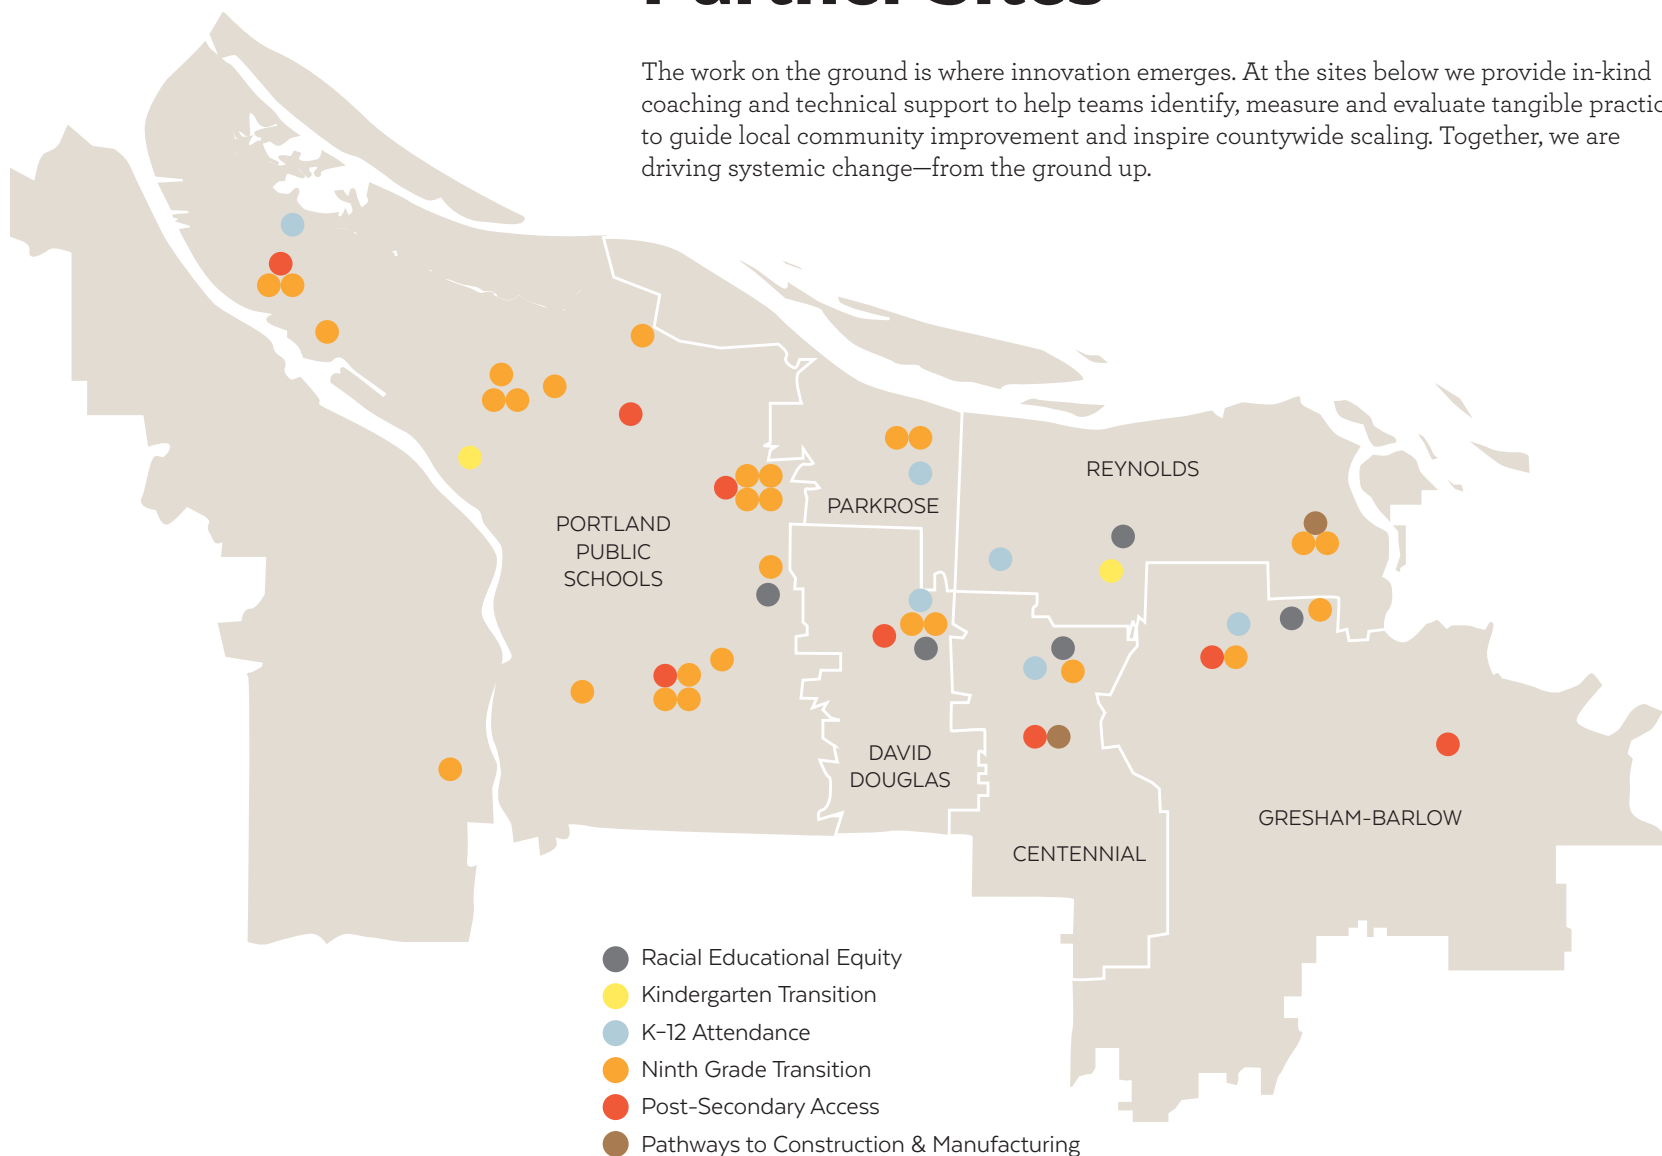 Partner Sites
The work on the ground is where innovation emerges. At the sites below we provide in-kind
coaching and technical support to help teams identify, measure and evaluate tangible
to guide local community improvement and inspire countywide scaling. Together, we are
driving systemic change—from the ground up.
REYNOLDS
PARKROSE
PORTLAND
PUBLIC
SCHOOLS
DAVID
DOUGLAS
GRESHAM-BARLOW
CENTENNIAL
Racial Educational Equity
Kindergarten Transition
K-12 Attendance
Ninth Grade Transition
Post-Secondary Access
Pathways to Construction & Manufacturing